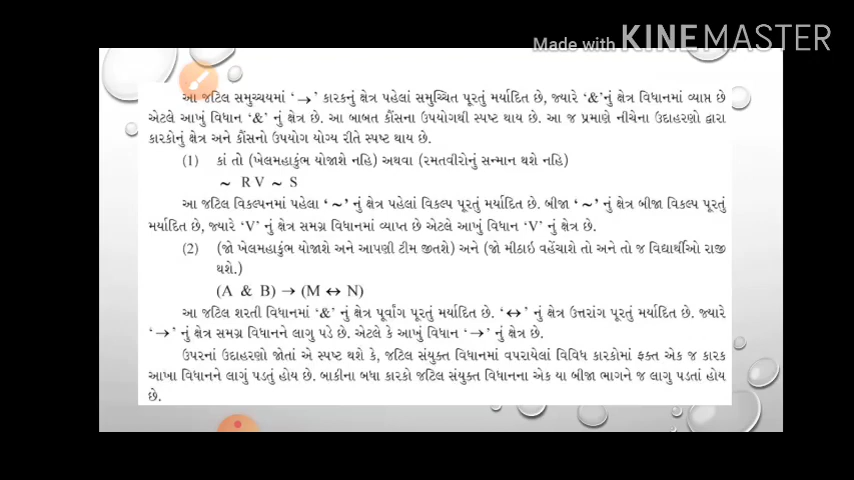 Made with KINEMASTER
આ જટિલ સમુચ્ચયમાં ‘→’ કારકનું ક્ષેત્ર પહેલાં સમુચ્ચિત પૂરતું મર્યાદિત છે, જ્યારે ‘&’નું ક્ષેત્ર વિધાનમાં વ્યાપ્ત છે
એટલે આખું વિધાન ‘&’ નું ક્ષેત્ર છે. આ બાબત કૌંસના ઉપયોગથી સ્પષ્ટ થાય છે. આ જ પ્રમાણે નીચેના ઉદાહરણો દ્વારા
કારકોનું ક્ષેત્ર અને કૌંસનો ઉપયોગ યોગ્ય રીતે સ્પષ્ટ થાય છે.
(1) કાં તો (ખેલમહાકુંભ યોજાશે નહિ) અથવા (રમતવીરોનું સન્માન થશે નહિ)
~ R V ~ S
આ જટિલ વિકલ્પનમાં પહેલા ‘~’ નું ક્ષેત્ર પહેલાં વિકલ્પ પૂરતું મર્યાદિત છે. બીજા ‘~’ નું ક્ષેત્ર બીજા વિકલ્પ પૂરતું
મર્યાદિત છે, જ્યારે ‘V’ નું ક્ષેત્ર સમગ્ર વિધાનમાં વ્યાપ્ત છે એટલે આખું વિધાન ‘V’ નું ક્ષેત્ર છે.
(2) (જો ખેલમહાકુંભ યોજાશે અને આપણી ટીમ જીતશે) અને (જો મીઠાઇ વહેંચાશે તો અને તો જ વિદ્યાર્થીઓ રાજી
થશે.)
(A & B) → (M ↔ N)
આ જટિલ શરતી વિધાનમાં ‘&’ નું ક્ષેત્ર પૂર્વાંગ પૂરતું મર્યાદિત છે. ‘↔’ નું ક્ષેત્ર ઉત્તરાંગ પૂરતું મર્યાદિત છે. જ્યારે
‘→’ નું ક્ષેત્ર સમગ્ર વિધાનને લાગુ પડે છે. એટલે કે આખું વિધાન ‘→’ નું ક્ષેત્ર છે.
ઉપરનાં ઉદાહરણો જોતાં એ સ્પષ્ટ થશે કે, જટિલ સંયુક્ત વિધાનમાં વપરાયેલાં વિવિધ કારકોમાં ફક્ત એક જ કારક
આખા વિધાનને લાગું પડતું હોય છે. બાકીના બધા કારકો જટિલ સંયુક્ત વિધાનના એક યા બીજા ભાગને જ લાગુ પડતાં હોય
છે.